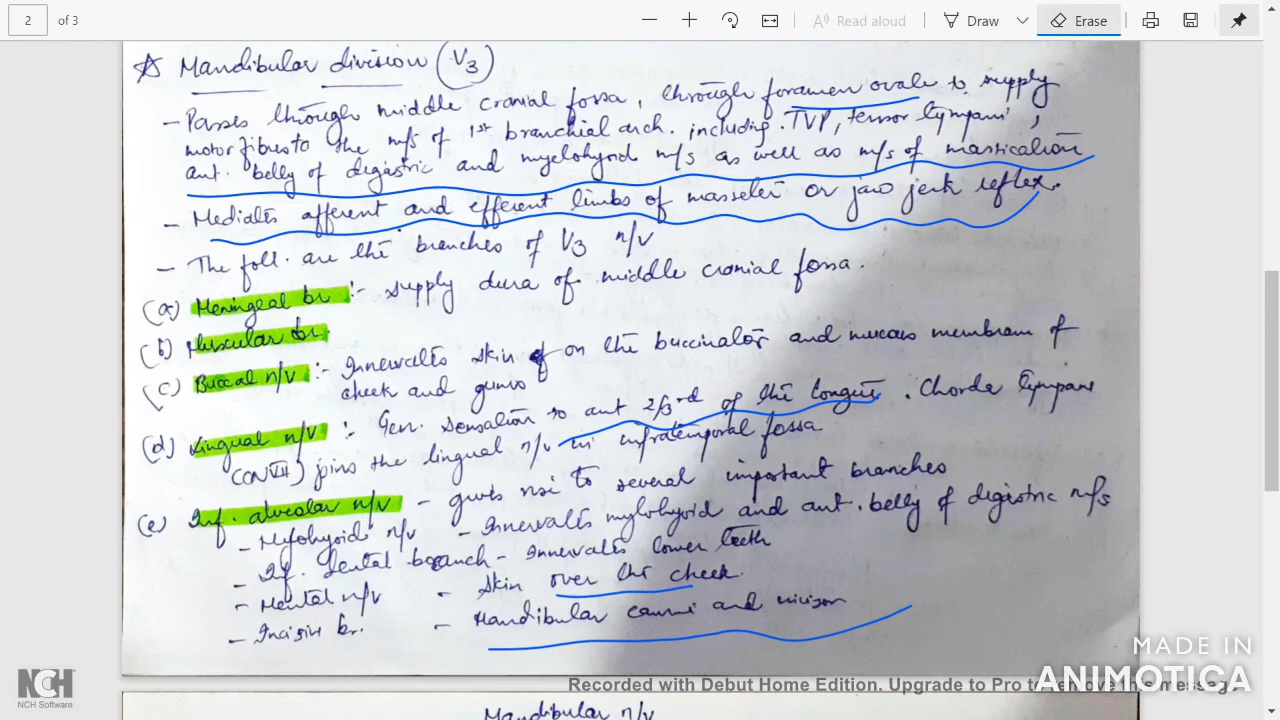 2 of 3 Read aloud Draw Erase
☆ Mandibular division (V3)
- Passes through middle cranial fossa, through foramen ovale to supply
motor fibres to the m/s of 1st branchial arch. including. TVP, tensor tympani,
ant. belly of digastric and myelohyoid m/s as well as m/s of mastication
- Mediates afferent and efferent limbs of masseter or jaw jerk reflex.
- The foll. are the branches of V3 n/v
(a) Meningeal br :- supply dura of middle cranial fossa.
(b) Muscular br.
(c) Buccal n/v :- Innervates skin on the buccinator and mucous membrane of
cheek and gums
(d) Lingual n/v :- Gen. sensation to ant 2/3rd of the tongue. Chorda tympani
(CN VII) joins the lingual n/v in infratemporal fossa
(e) Inf. alveolar n/v - gives rise to several important branches
- Mylohyoid n/v - Innervates mylohyoid and ant. belly of digastric m/s
- Inf. Dental branch - Innervates lower teeth
- Mental n/v - skin over the cheek.
- Incisive br. - Mandibular canine and incisor
Mandibular n/v
MADE IN
ANIMOTICA
NCH
NCH Software
Recorded with Debut Home Edition. Upgrade to Pro to remove this message.